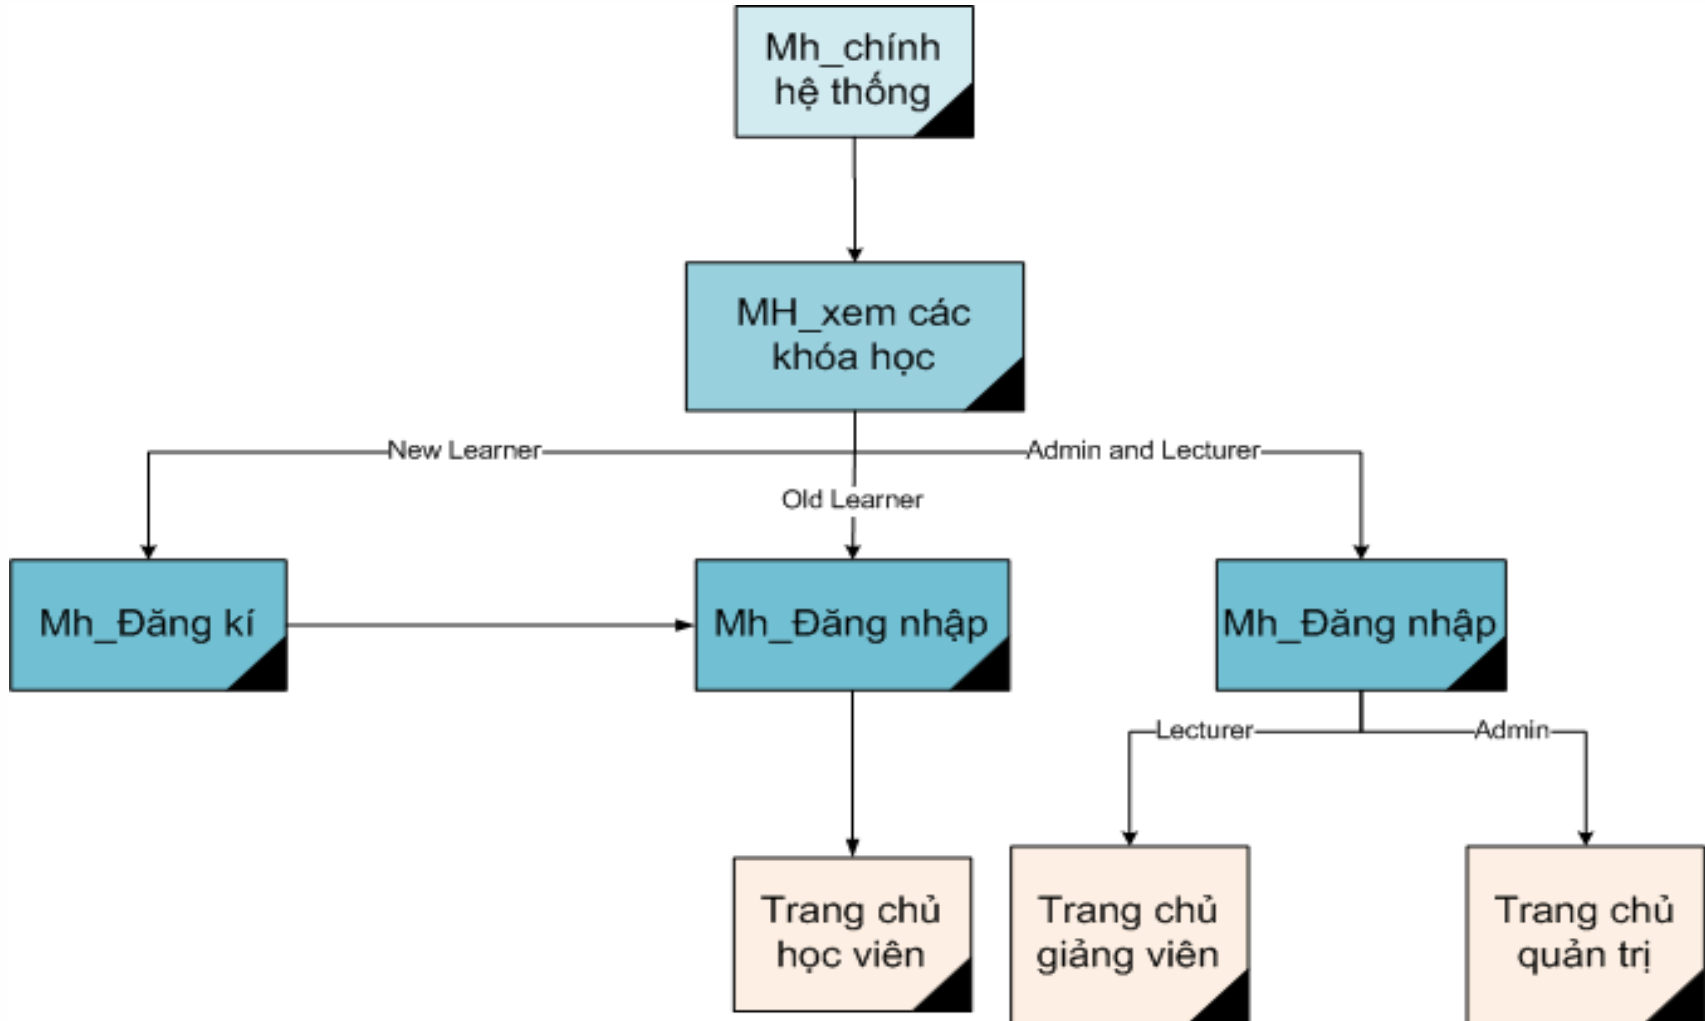 Mh_chính
hệ thống
MH_xem các
khóa học
New Learner
Admin and Lecturer
Old Learner
Mh_Đăng kí
Mh_Đăng nhập
Mh_Đăng nhập
Lecturer
Admin
Trang chủ
học viên
Trang chủ
giảng viên
Trang chủ
quản trị